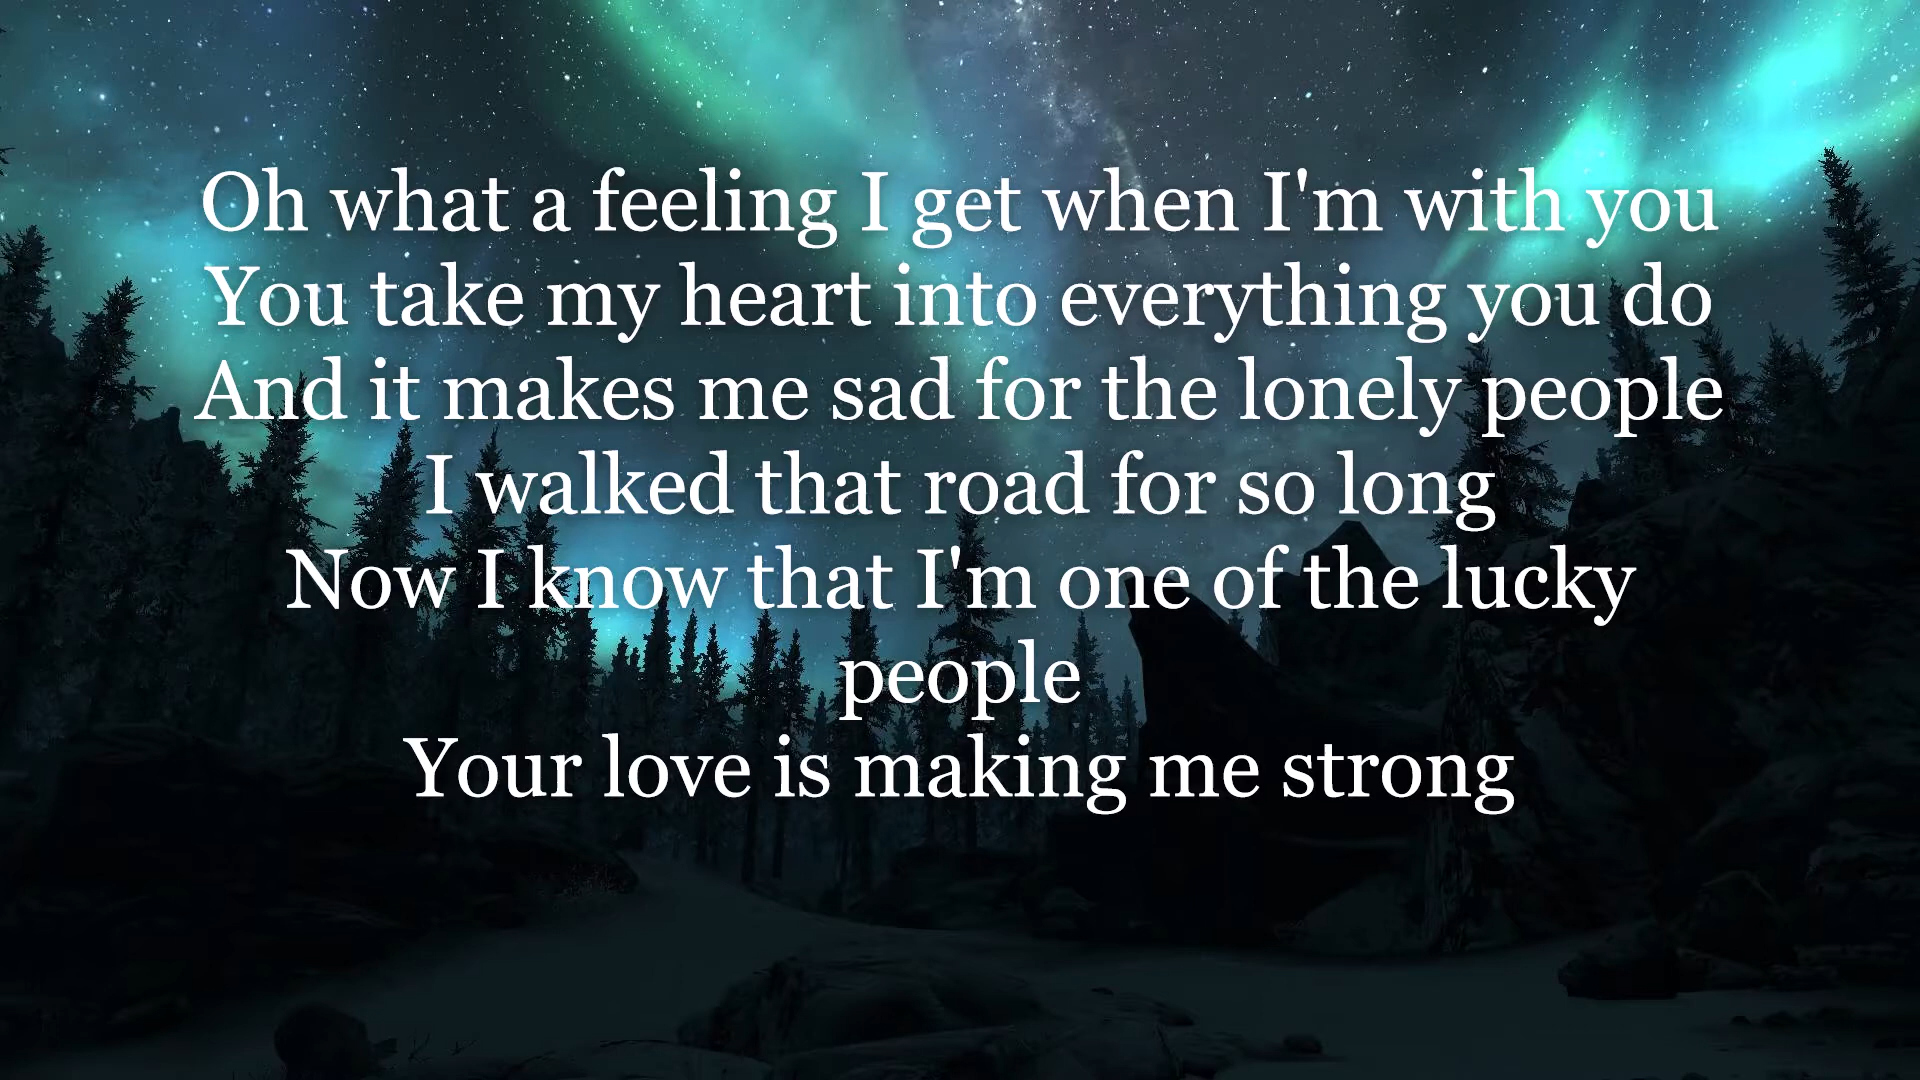 Oh what a feeling I get when I'm with you
You take my heart into everything you do
And it makes me sad for the lonely people
I walked that road for so long
Now I know that I'm one of the lucky
people
Your love is making me strong